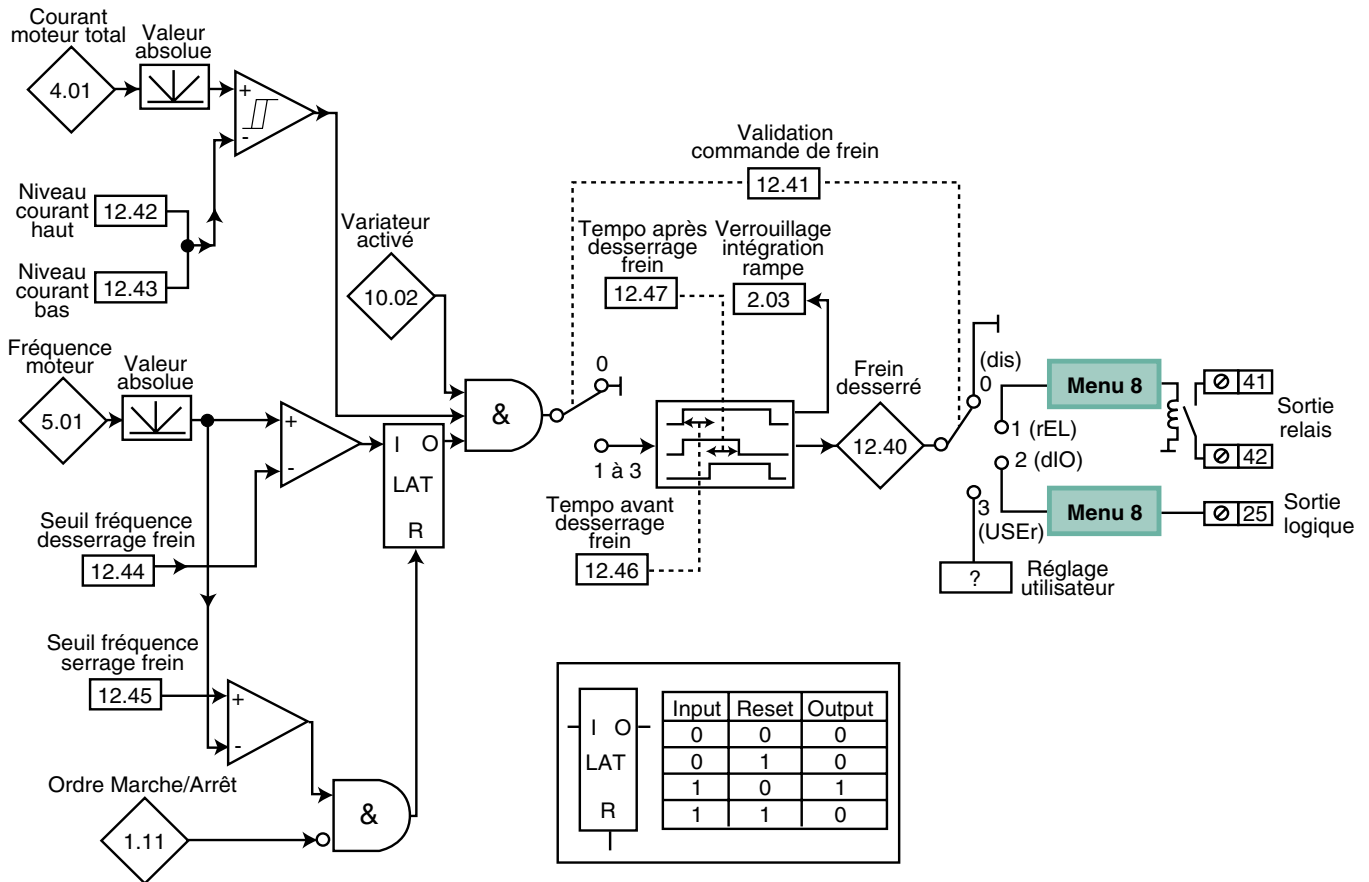 Courant
moteur total
4.01
Valeur
absolue
+
-
Niveau
courant
haut
12.42
Niveau
courant
bas
12.43
Variateur
activé
10.02
Validation
commande de frein
12.41
Tempo après
desserrage
frein
12.47
Verrouillage
intégration
rampe
2.03
Fréquence
moteur
5.01
Valeur
absolue
+
-
I O
LAT
R
&
0
1 à 3
Frein
desserré
12.40
(dis)
0
1 (rEL)
2 (dIO)
3
(USEr)
Menu 8
41
42
Sortie
relais
Menu 8
25
Sortie
logique
?
Réglage
utilisateur
Tempo avant
desserrage
frein
12.46
Seuil fréquence
desserrage frein
12.44
Seuil fréquence
serrage frein
12.45
+
-
Ordre Marche/Arrêt
1.11
&
I O
LAT
R
Input Reset Output
0 0 0
0 1 0
1 0 1
1 1 0